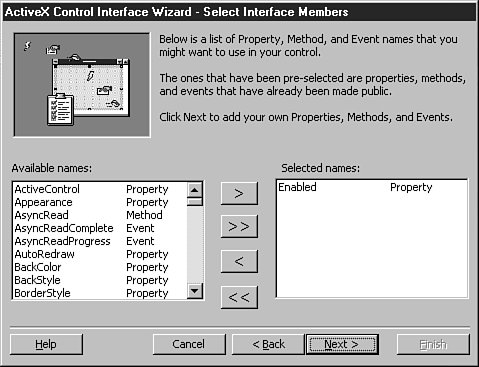 ActiveX Control Interface Wizard - Select Interface Members
Below is a list of Property, Method, and Event names that you
might want to use in your control.
The ones that have been pre-selected are properties, methods,
and events that have already been made public.
Click Next to add your own Properties, Methods, and Events.
Available names:
ActiveControl Property
Appearance Property
AsyncRead Method
AsyncReadComplete Event
AsyncReadProgress Event
AutoRedraw Property
BackColor Property
BackStyle Property
BorderStyle Property
>
>>
<
<<
Selected names:
Enabled Property
Help
Cancel
< Back
Next >
Finish